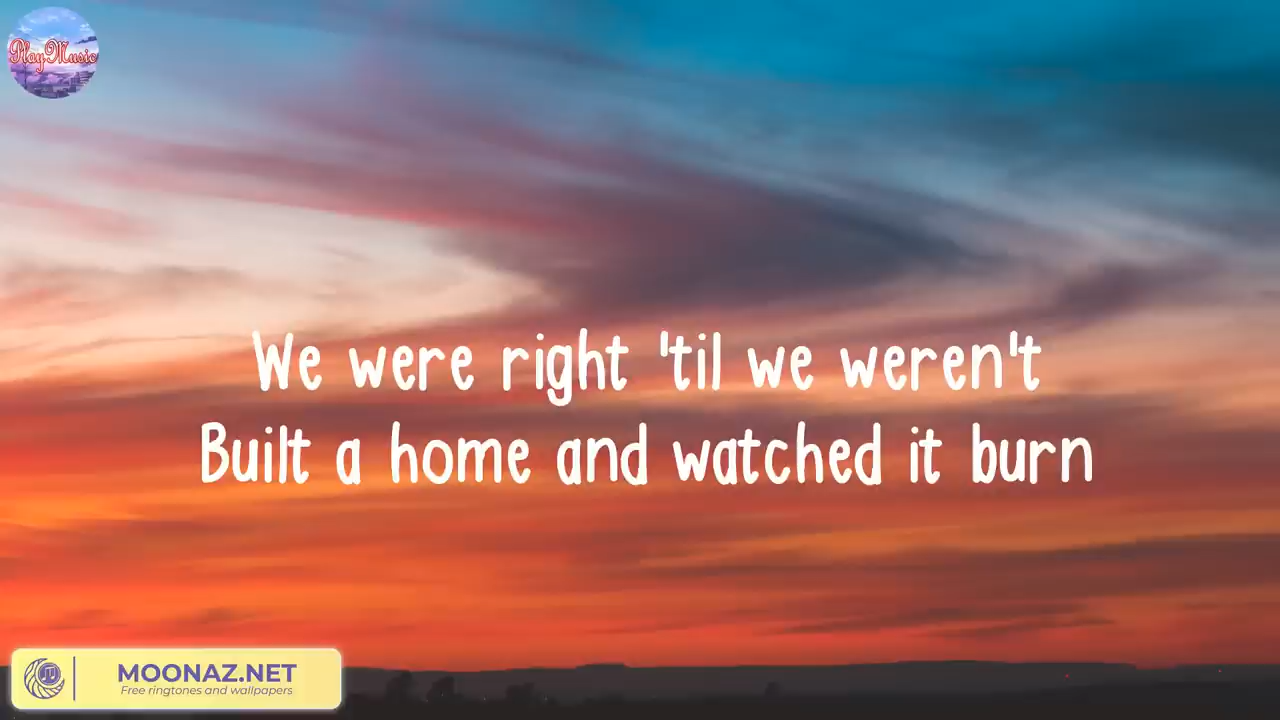 PlayMusic
We were right 'til we weren't
Built a home and watched it burn
MOONAZ.NET
Free ringtones and wallpapers